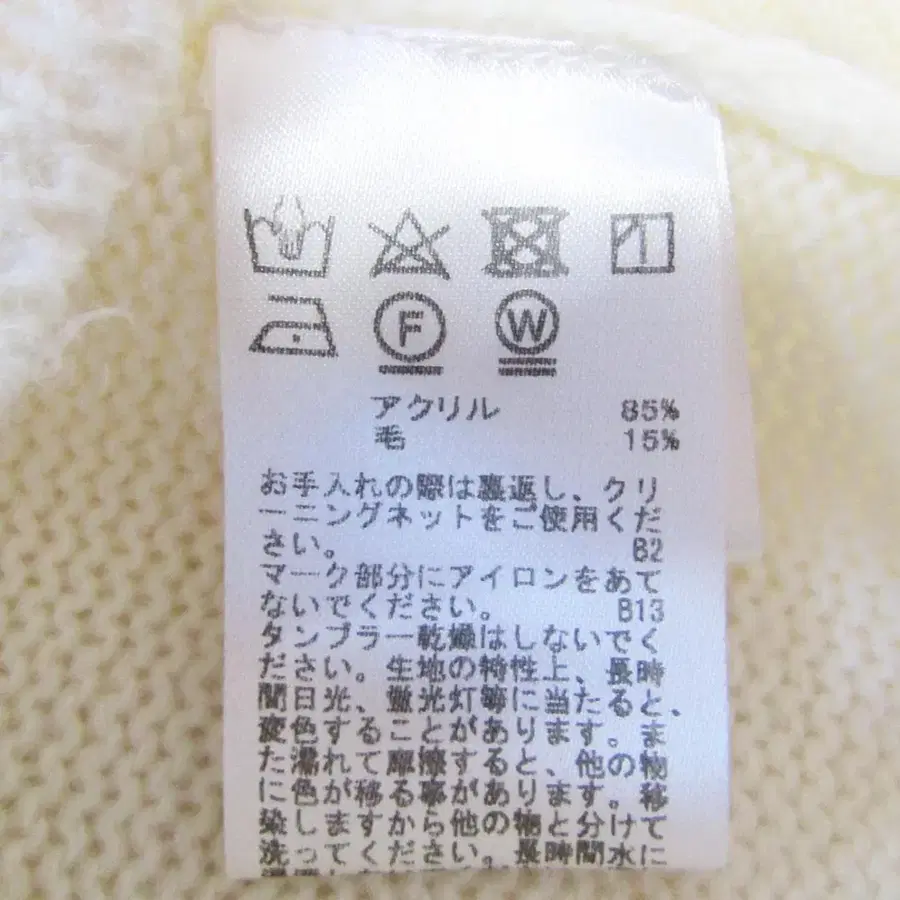 F W
アクリル 85%
毛 15%
お手入れの際は裏返し、クリ
ーニングネットをご使用くだ
さい。 B2
マーク部分にアイロンをあて
ないでください。 B13
タンブラー乾燥はしないでく
ださい。生地の特性上、長時
間日光、蛍光灯等に当たると、
変色することがあります。ま
た濡れて摩擦すると、他の物
に色が移る事があります。移
染しますから他の物と分けて
洗ってください。長時間水に